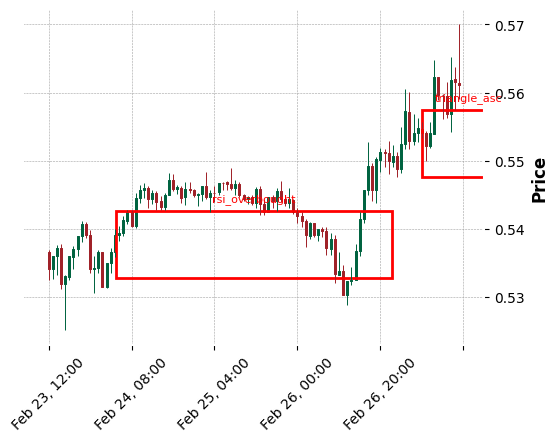 0.57
0.56
0.55
0.54
0.53
Price
triangle_asc
Feb 23, 12:00
Feb 24, 08:00
Feb 25, 04:00
Feb 26, 00:00
Feb 26, 20:00